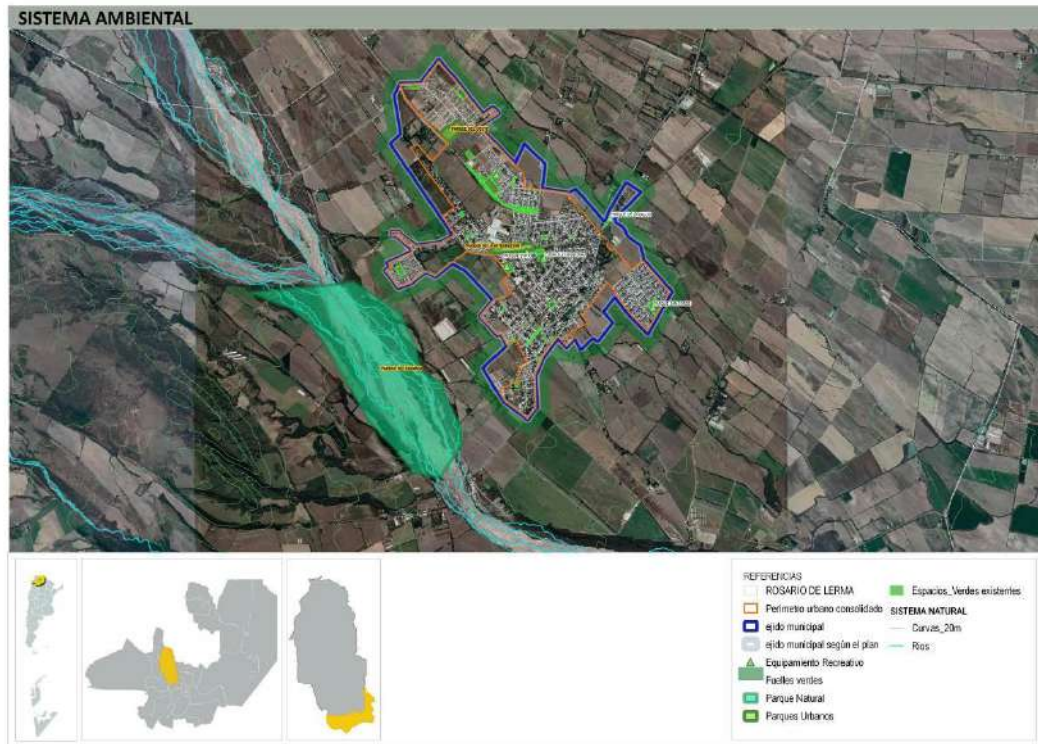 SISTEMA AMBIENTAL
REFERENCIAS
ROSARIO DE LERMA
Perímetro urbano consolidado
ejido municipal
ejido municipal según el plan
Equipamiento Recreativo
Fuelles verdes
Parque Natural
Parques Urbanos
Espacios_Verdes existentes
SISTEMA NATURAL
Curvas_20m
Rios